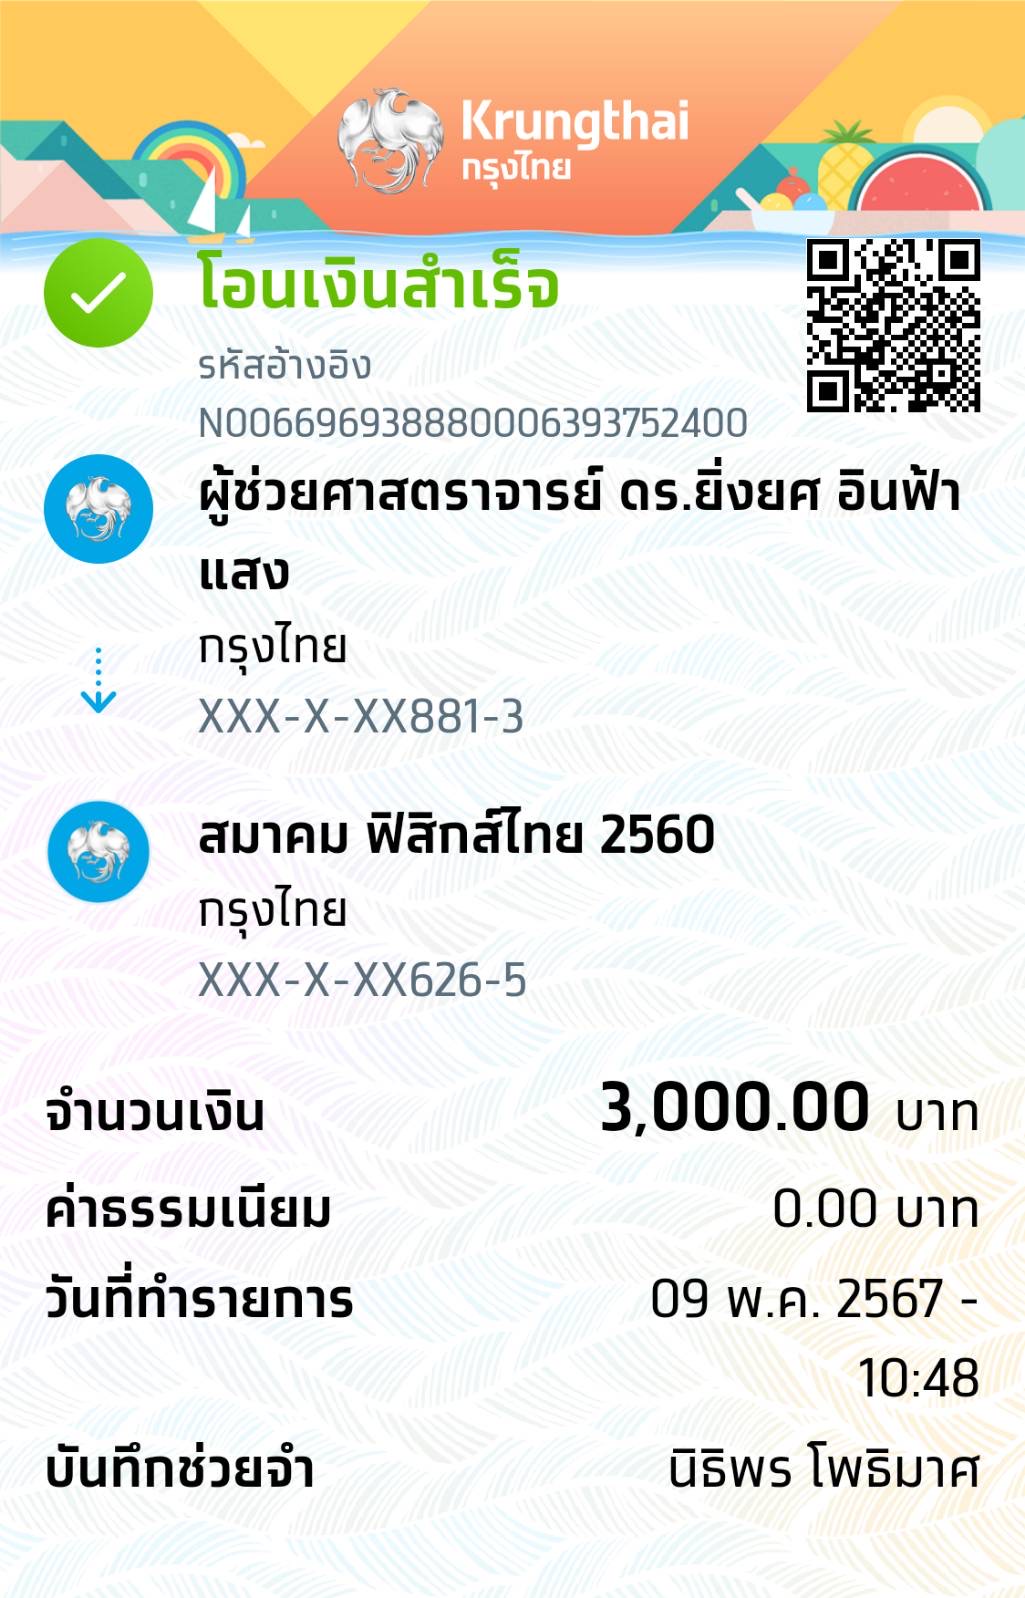 Krungthai
กรุงไทย
โอนเงินสำเร็จ
รหัสอ้างอิง
N006696938880006393752400
ผู้ช่วยศาสตราจารย์ ดร.ยิ่งยศ อินฟ้า
แสง
กรุงไทย
XXX-X-XX881-3
สมาคม ฟิสิกส์ไทย 2560
กรุงไทย
XXX-X-XX626-5
จำนวนเงิน 3,000.00 บาท
ค่าธรรมเนียม 0.00 บาท
วันที่ทำรายการ 09 พ.ค. 2567 -
10:48
บันทึกช่วยจำ นิธิพร โพธิมาศ